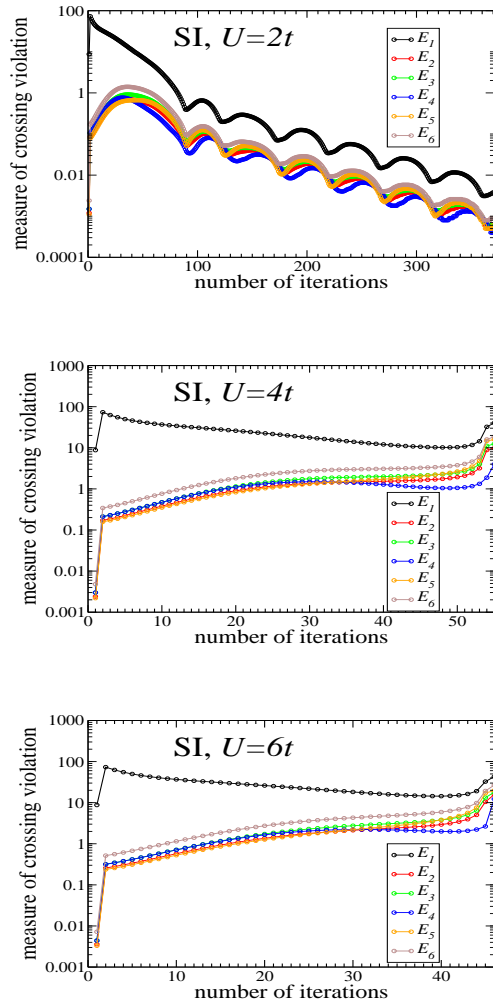 100
SI, U=2t
E1
E2
E3
E4
E5
E6
1
0.01
0.0001
measure of crossing violation
0 100 200 300
number of iterations
1000
SI, U=4t
100
10
1
0.1
0.01
0.001
measure of crossing violation
E1
E2
E3
E4
E5
E6
0 10 20 30 40 50
number of iterations
1000
SI, U=6t
100
10
1
0.1
0.01
0.001
measure of crossing violation
E1
E2
E3
E4
E5
E6
0 10 20 30 40
number of iterations